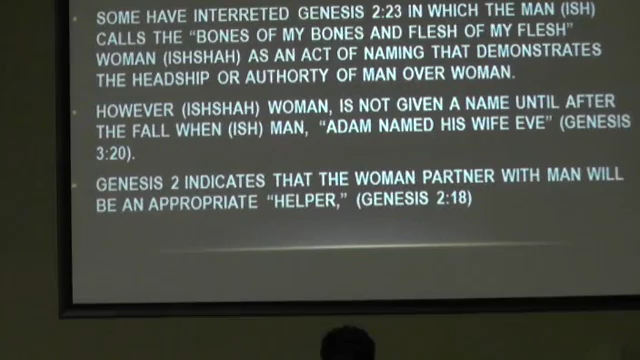 SOME HAVE INTERRETED GENESIS 2:23 IN WHICH THE MAN (ISH)
CALLS THE “BONES OF MY BONES AND FLESH OF MY FLESH”
WOMAN (ISHSHAH) AS AN ACT OF NAMING THAT DEMONSTRATES
THE HEADSHIP OR AUTHORTY OF MAN OVER WOMAN.
HOWEVER (ISHSHAH) WOMAN, IS NOT GIVEN A NAME UNTIL AFTER
THE FALL WHEN (ISH) MAN, “ADAM NAMED HIS WIFE EVE” (GENESIS
3:20).
GENESIS 2 INDICATES THAT THE WOMAN PARTNER WITH MAN WILL
BE AN APPROPRIATE “HELPER,” (GENESIS 2:18)